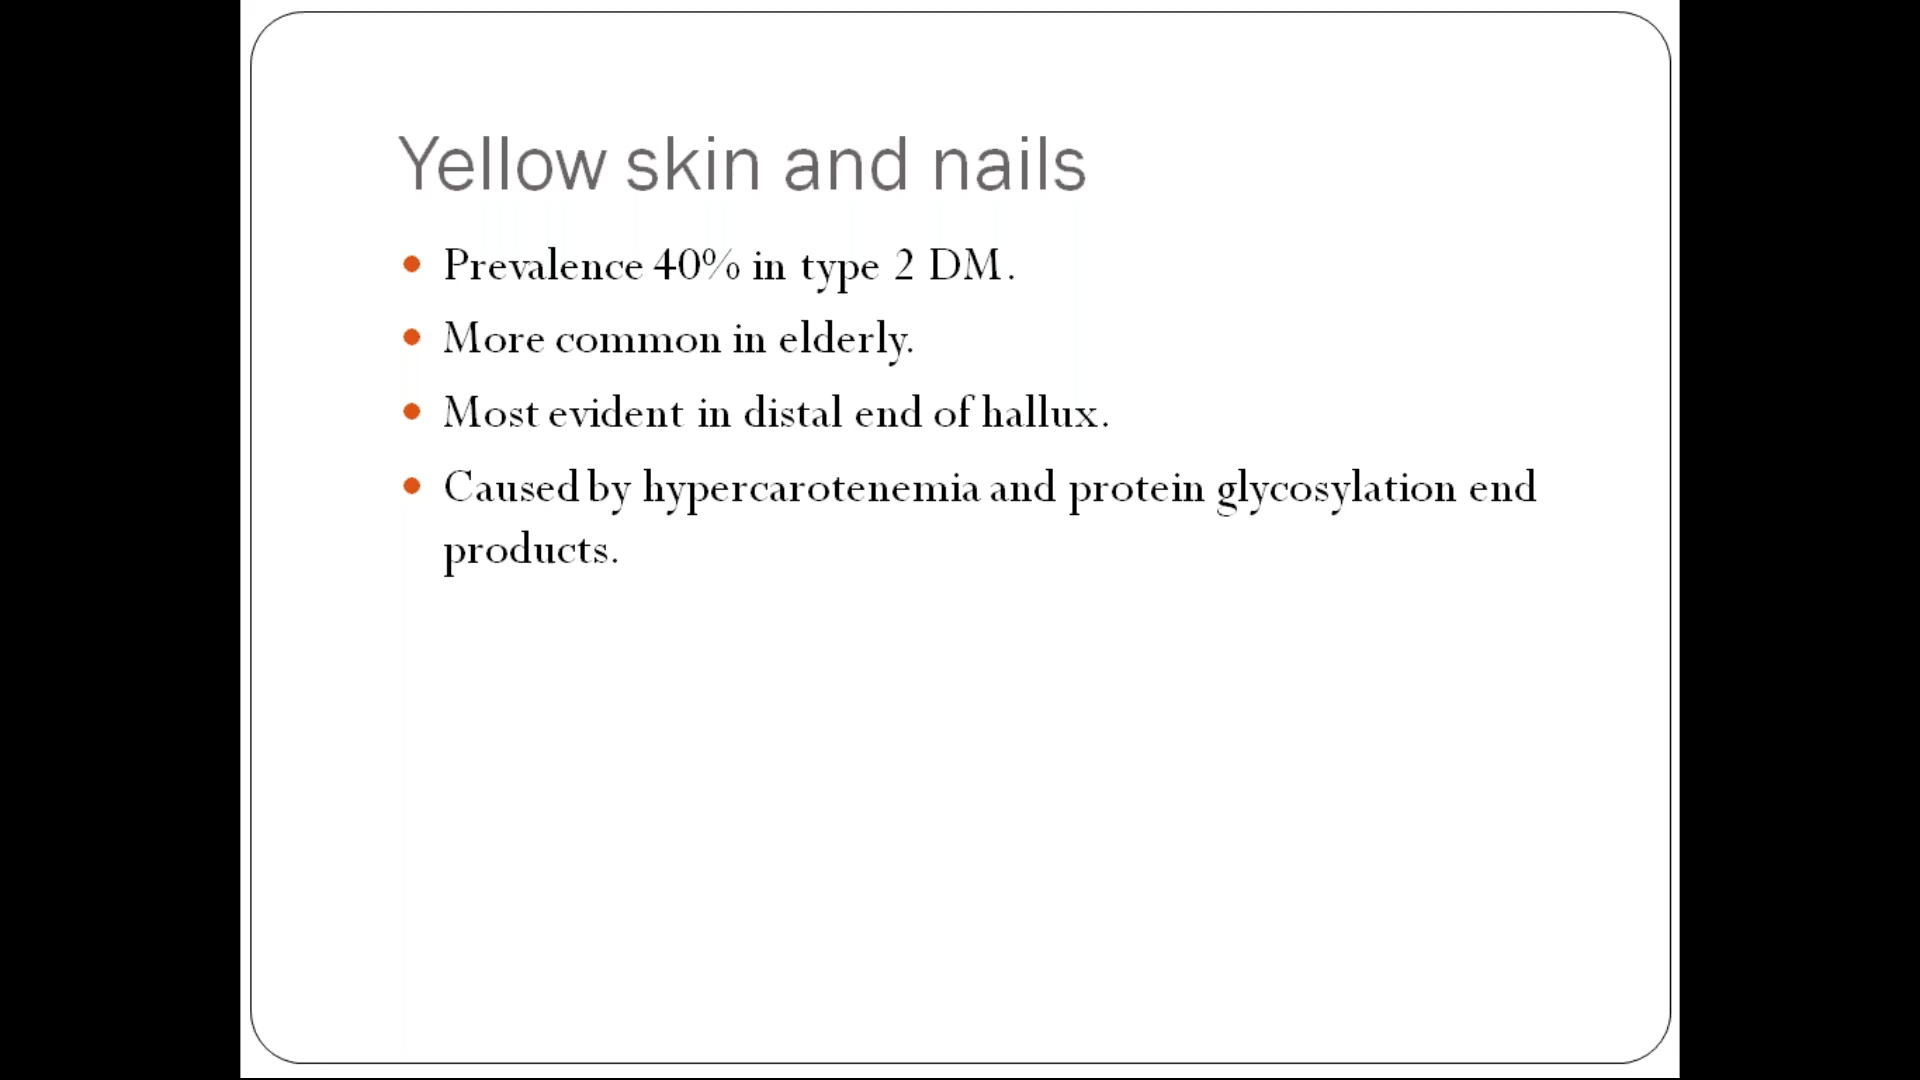 Yellow skin and nails
• Prevalence 40% in type 2 DM.
• More common in elderly.
• Most evident in distal end of hallux.
• Caused by hypercarotenemia and protein glycosylation end
products.